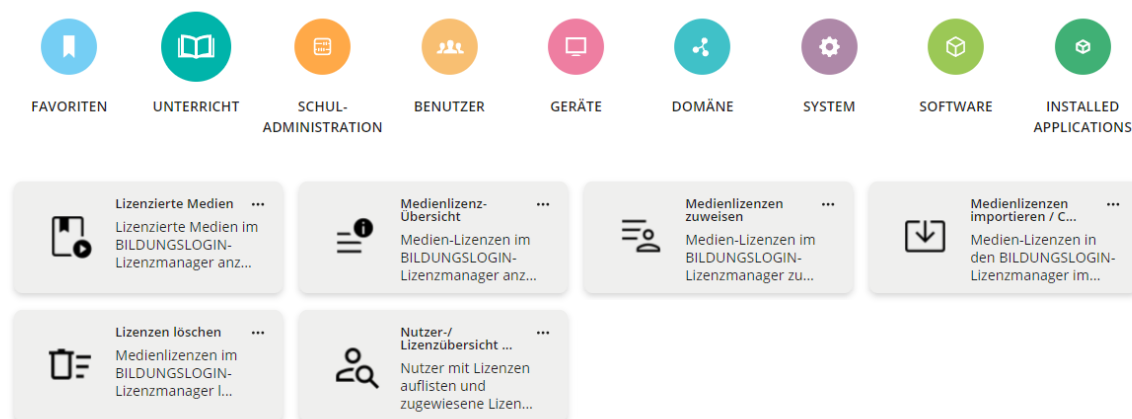 FAVORITEN
UNTERRICHT
SCHUL-
ADMINISTRATION
BENUTZER
GERÄTE
DOMÄNE
SYSTEM
SOFTWARE
INSTALLED
APPLICATIONS
Lizenzierte Medien ...
Lizenzierte Medien im
BILDUNGSLOGIN-
Lizenzmanager anz...
Medienlizenz-
Übersicht ...
Medien-Lizenzen im
BILDUNGSLOGIN-
Lizenzmanager anz...
Medienlizenzen
zuweisen ...
Medien-Lizenzen im
BILDUNGSLOGIN-
Lizenzmanager zu...
Medienlizenzen
importieren / C... ...
Medien-Lizenzen in
den BILDUNGSLOGIN-
Lizenzmanager im...
Lizenzen löschen ...
Medienlizenzen im
BILDUNGSLOGIN-
Lizenzmanager l...
Nutzer-/
Lizenzübersicht ... ...
Nutzer mit Lizenzen
auflisten und
zugewiesene Lizen...